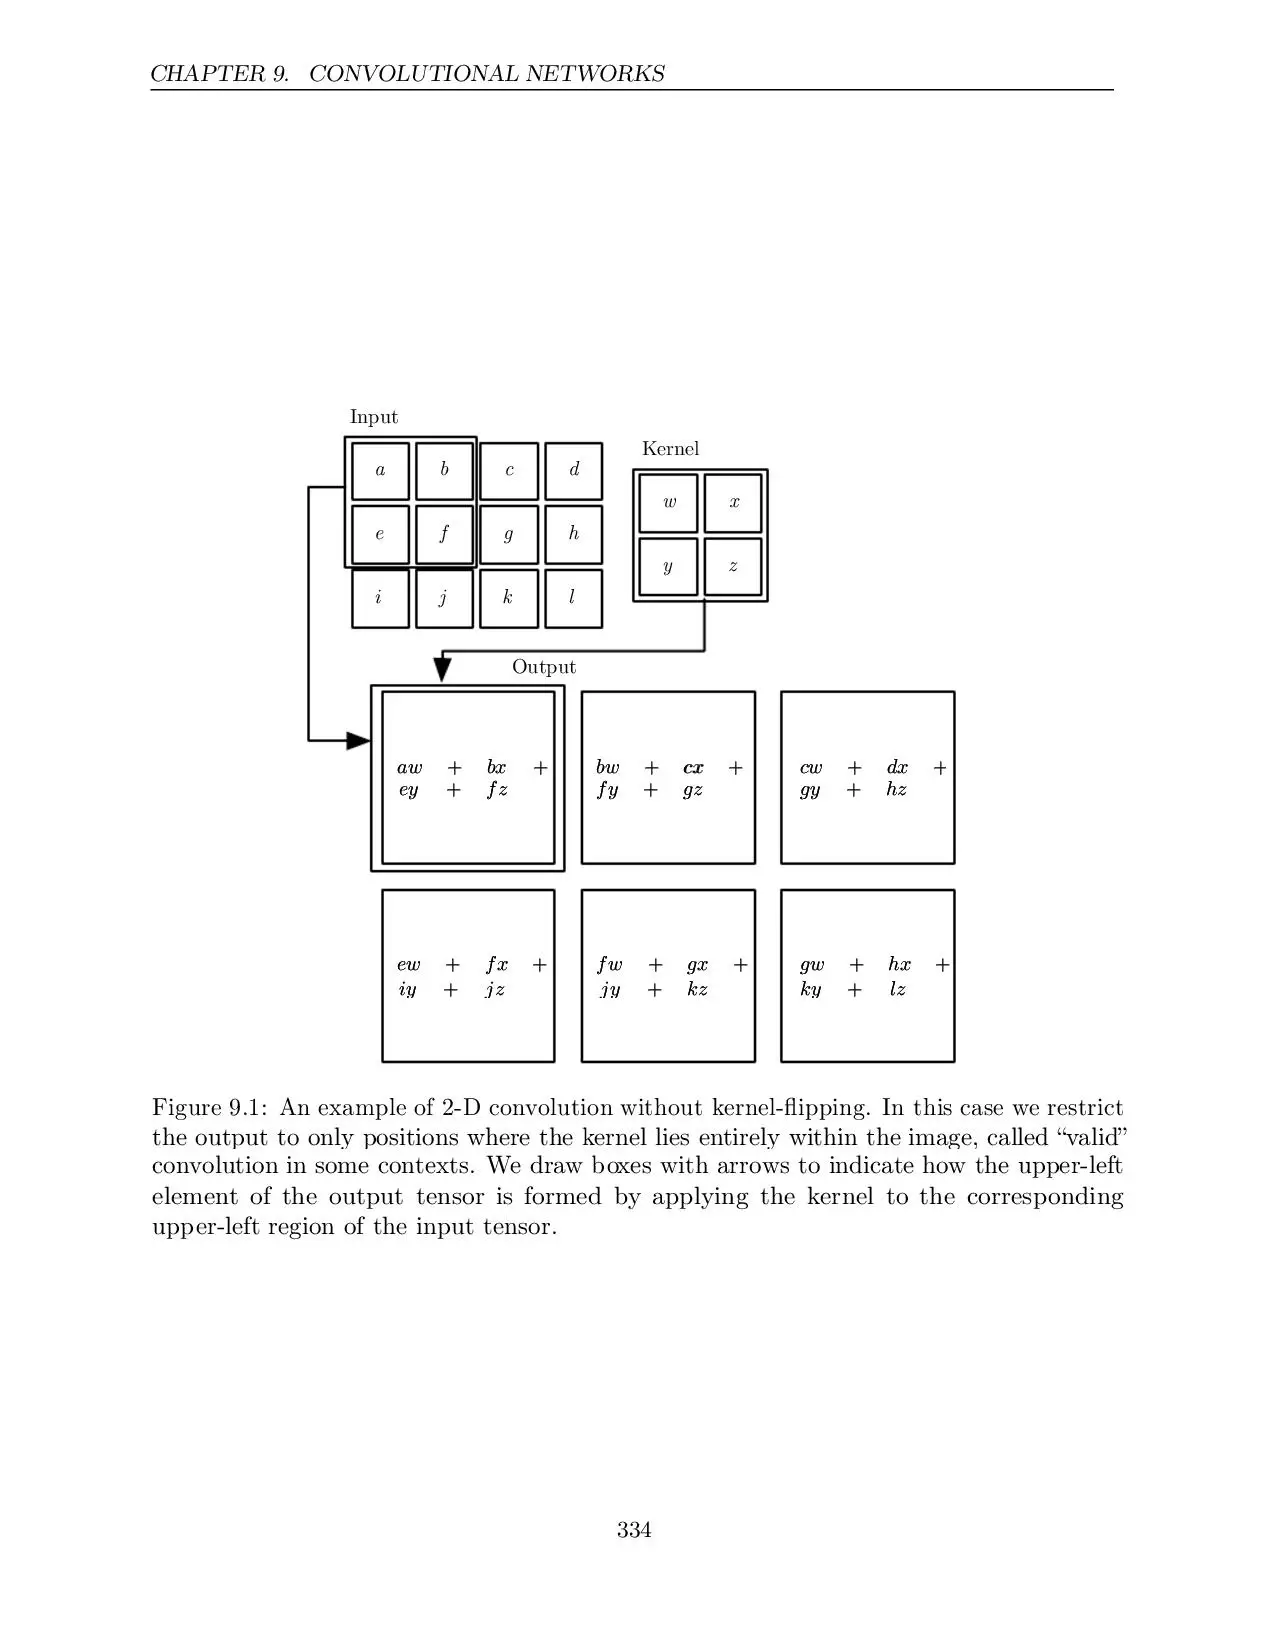 CHAPTER 9. CONVOLUTIONAL NETWORKS
Input
Kernel
a b c d
w x
e f g h
y z
i j k l
Output
aw + bx + bw + cx + cw + dx +
ey + fz fy + gz gy + hz
ew + fx + fw + gx + gw + hx +
iy + jz jy + kz ky + lz
Figure 9.1: An example of 2-D convolution without kernel-flipping. In this case we restrict
the output to only positions where the kernel lies entirely within the image, called “valid”
convolution in some contexts. We draw boxes with arrows to indicate how the upper-left
element of the output tensor is formed by applying the kernel to the corresponding
upper-left region of the input tensor.
334